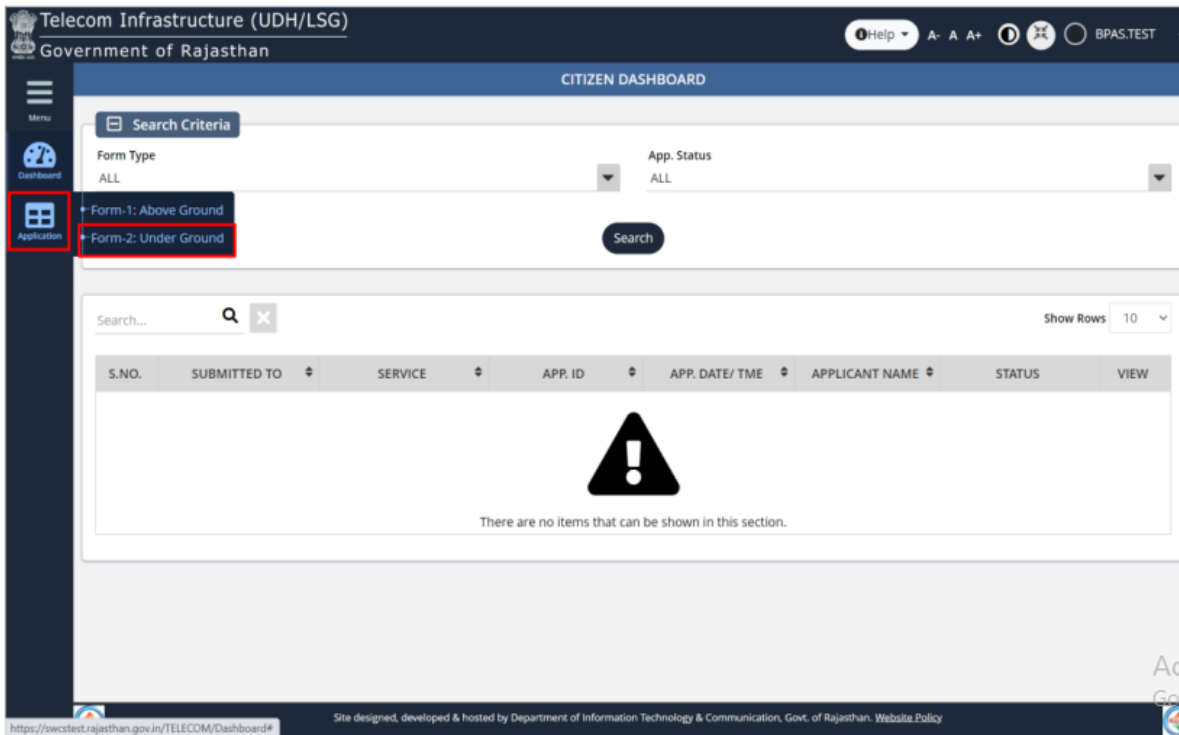 Telecom Infrastructure (UDH/LSG)
Government of Rajasthan
Help A- A A+ BPAS.TEST
CITIZEN DASHBOARD
Menu
Search Criteria
Form Type App. Status
ALL ALL
Dashboard
Form-1: Above Ground
Application
Form-2: Under Ground
Search
Search... Show Rows 10
S.NO. SUBMITTED TO SERVICE APP. ID APP. DATE/ TME APPLICANT NAME STATUS VIEW
There are no items that can be shown in this section.
Site designed, developed & hosted by Department of Information Technology & Communication, Govt. of Rajasthan. Website Policy
https://swcstest.rajasthan.gov.in/TELECOM/Dashboard#